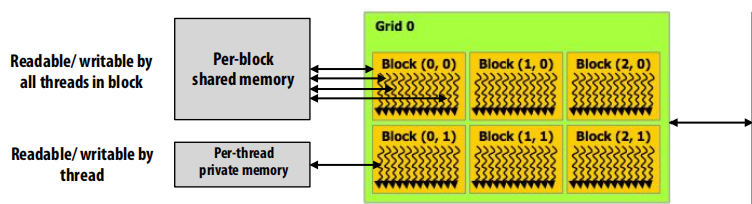 Readable/ writable by
all threads in block
Per-block
shared memory
Grid 0
Block (0, 0)
Block (1, 0)
Block (2, 0)
Readable/ writable by
thread
Per-thread
private memory
Block (0, 1)
Block (1, 1)
Block (2, 1)